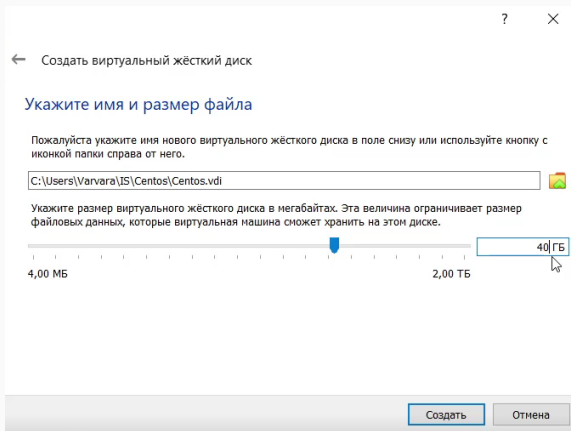 ?
Создать виртуальный жёсткий диск
Укажите имя и размер файла
Пожалуйста укажите имя нового виртуального жёсткого диска в поле снизу или используйте кнопку с
иконкой папки справа от него.
C:\Users\Varvara\IS\Centos\Centos.vdi
Укажите размер виртуального жёсткого диска в мегабайтах. Эта величина ограничивает размер
файловых данных, которые виртуальная машина сможет хранить на этом диске.
40 ГБ
4,00 МБ 2,00 ТБ
Создать Отмена